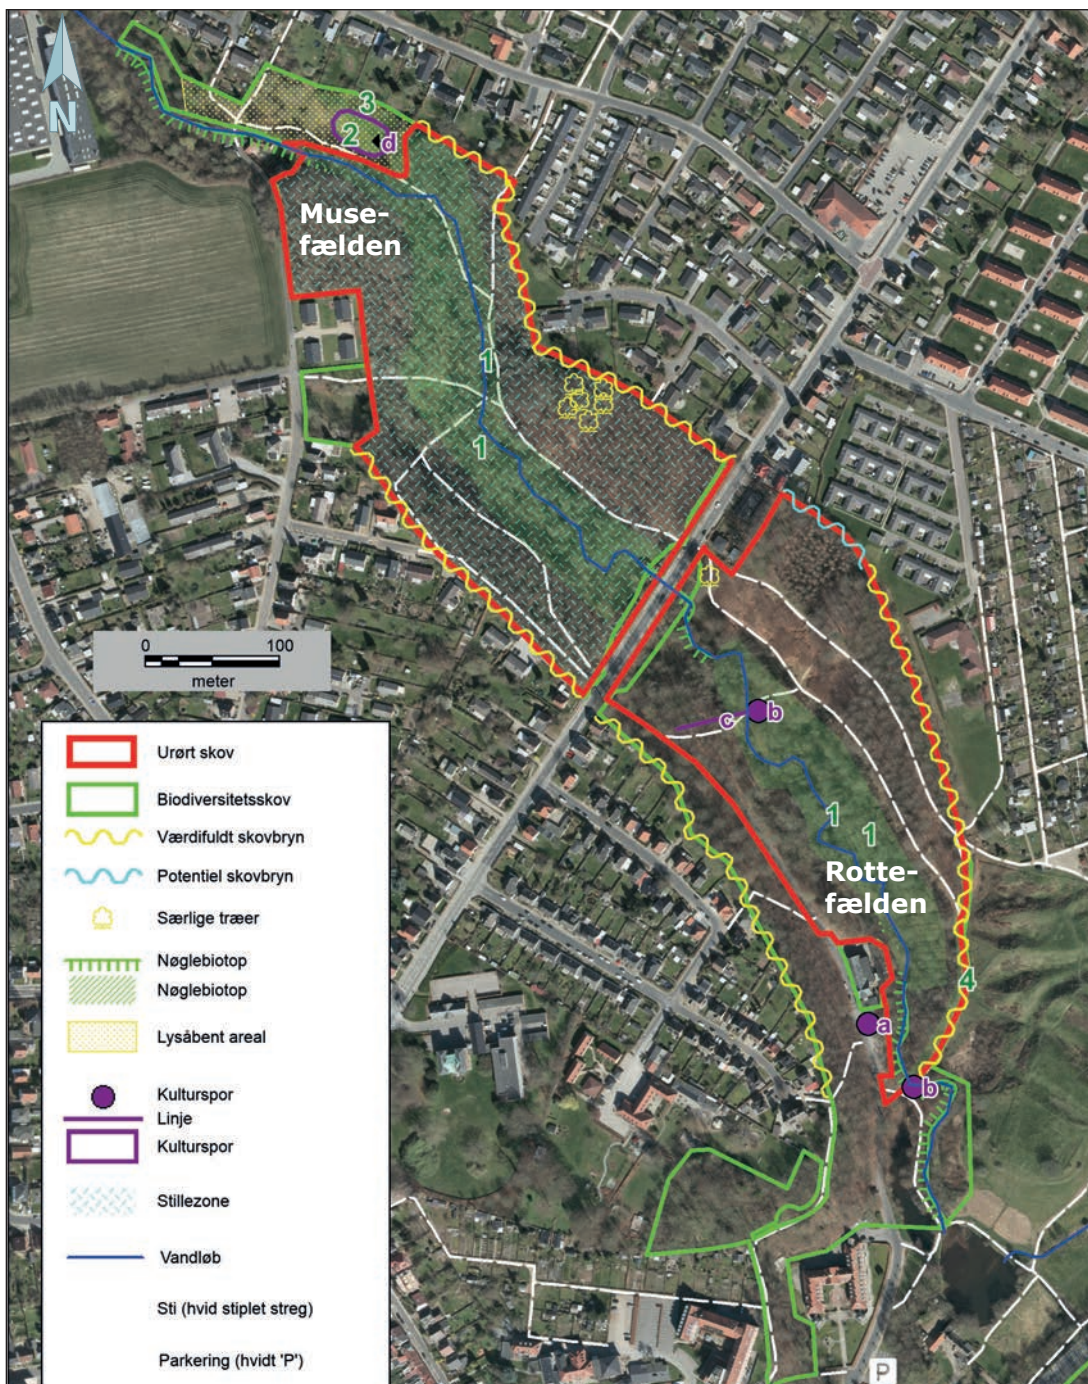 N
3
2
d
Muse-
fælden
1
1
0 100
meter
c
b
1
1
Rotte-
fælden
4
a
b
P
Urørt skov
Biodiversitetsskov
Værdifuldt skovbryn
Potentiel skovbryn
Særlige træer
Nøglebiotop
Nøglebiotop
Lysåbent areal
Kulturspor
Linje
Kulturspor
Stillezone
Vandløb
Sti (hvid stiplet streg)
Parkering (hvidt 'P')